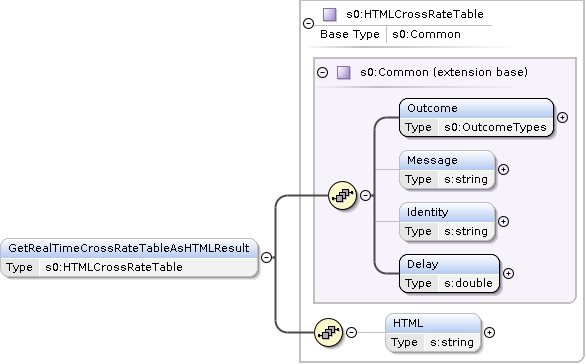 s0:HTMLCrossRateTable
Base Type s0:Common
s0:Common (extension base)
Outcome
Type s0:OutcomeTypes
Message
Type s:string
Identity
Type s:string
GetRealTimeCrossRateTableAsHTMLResult
Type s0:HTMLCrossRateTable
Delay
Type s:double
HTML
Type s:string